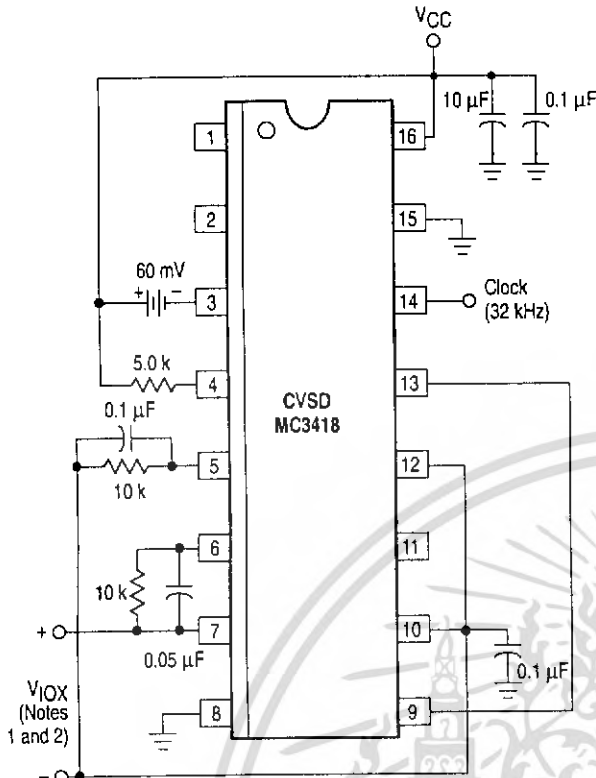 VCC
10 μF
0.1 μF
1
16
2
15
60 mV
+
−
3
14
Clock
(32 kHz)
5.0 k
4
13
0.1 μF
CVSD
MC3418
5
12
10 k
6
11
10 k
+
7
10
0.05 μF
0.1 μF
VIOX
(Notes
1 and 2)
8
9
−